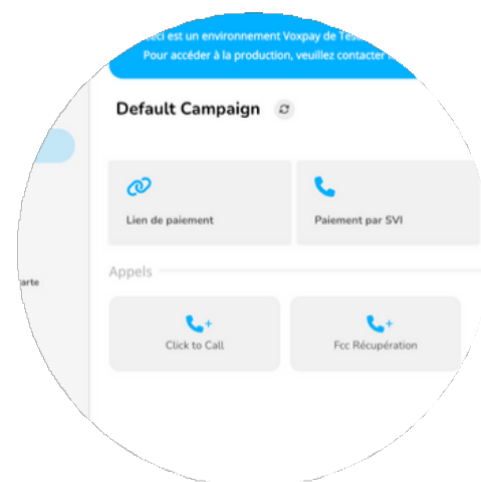 est un environnement Voxpay de
Pour accéder à la production, veuillez contacter
Default Campaign
Lien de paiement
Paiement par SVI
Appels
Click to Call
Fcc Récupération